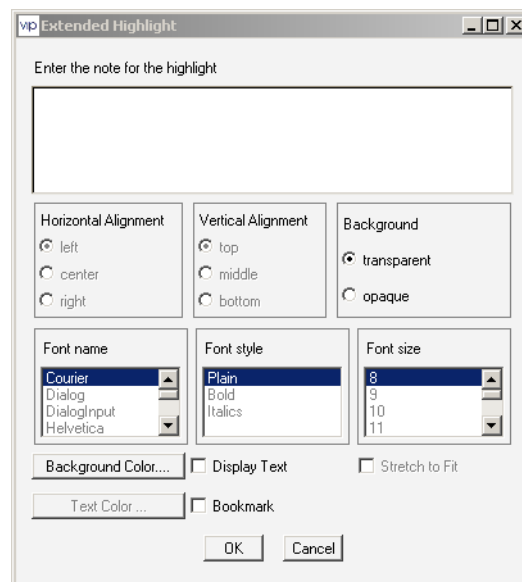 vip Extended Highlight
Enter the note for the highlight
Horizontal Alignment
left
center
right
Vertical Alignment
top
middle
bottom
Background
transparent
opaque
Font name
Courier
Dialog
DialogInput
Helvetica
Font style
Plain
Bold
Italics
Font size
8
9
10
11
Background Color....
Display Text
Stretch to Fit
Text Color ...
Bookmark
OK
Cancel